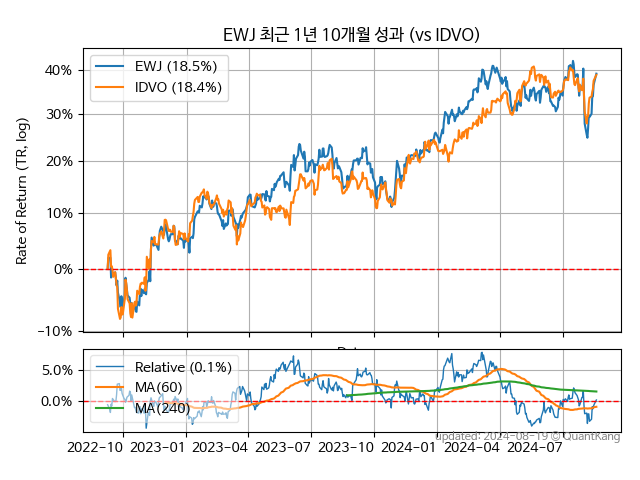 EWJ 최근 1년 10개월 성과 (vs IDVO)
Rate of Return (TR, log)
40%
30%
20%
10%
0%
−10%
EWJ (18.5%)
IDVO (18.4%)
5.0%
0.0%
Relative (0.1%)
MA(60)
MA(240)
2022-10 2023-01 2023-04 2023-07 2023-10 2024-01 2024-04 2024-07
updated: 2024-08-19 © QuantKang